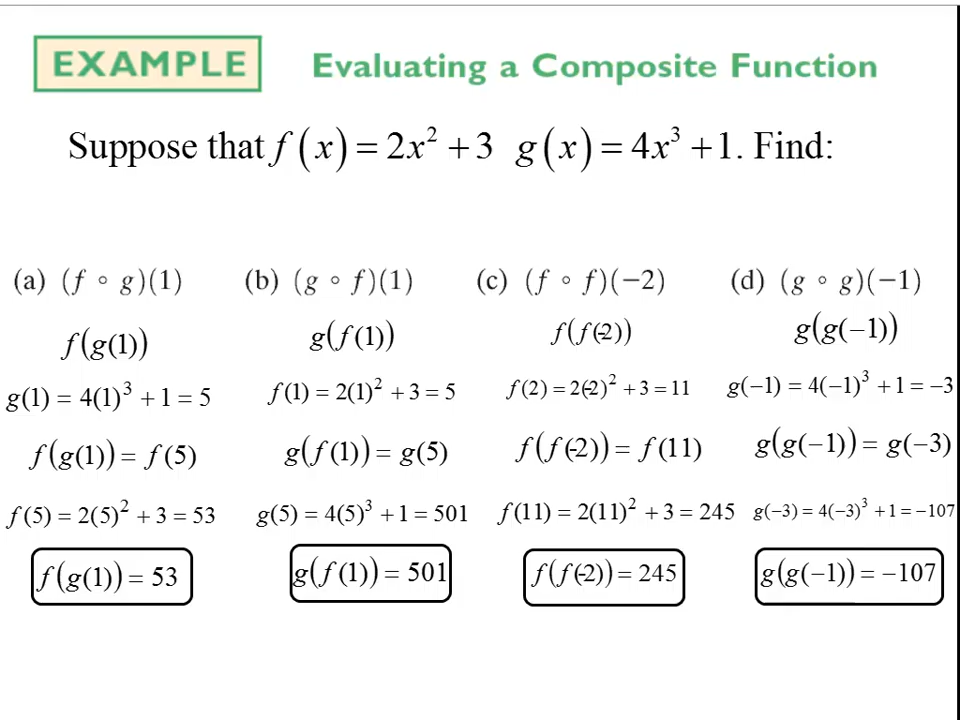 EXAMPLE Evaluating a Composite Function
Suppose that f(x) = 2x² + 3 g(x) = 4x³ + 1. Find:
(a) (f ∘ g)(1) (b) (g ∘ f)(1) (c) (f ∘ f)(−2) (d) (g ∘ g)(−1)
f(g(1)) g(f(1)) f(f(-2)) g(g(−1))
g(1) = 4(1)³ + 1 = 5 f(1) = 2(1)² + 3 = 5 f(2) = 2(-2)² + 3 = 11 g(−1) = 4(−1)³ + 1 = −3
f(g(1)) = f(5) g(f(1)) = g(5) f(f(-2)) = f(11) g(g(−1)) = g(−3)
f(5) = 2(5)² + 3 = 53 g(5) = 4(5)³ + 1 = 501 f(11) = 2(11)² + 3 = 245 g(−3) = 4(−3)³ + 1 = −107
f(g(1)) = 53 g(f(1)) = 501 f(f(-2)) = 245 g(g(−1)) = −107